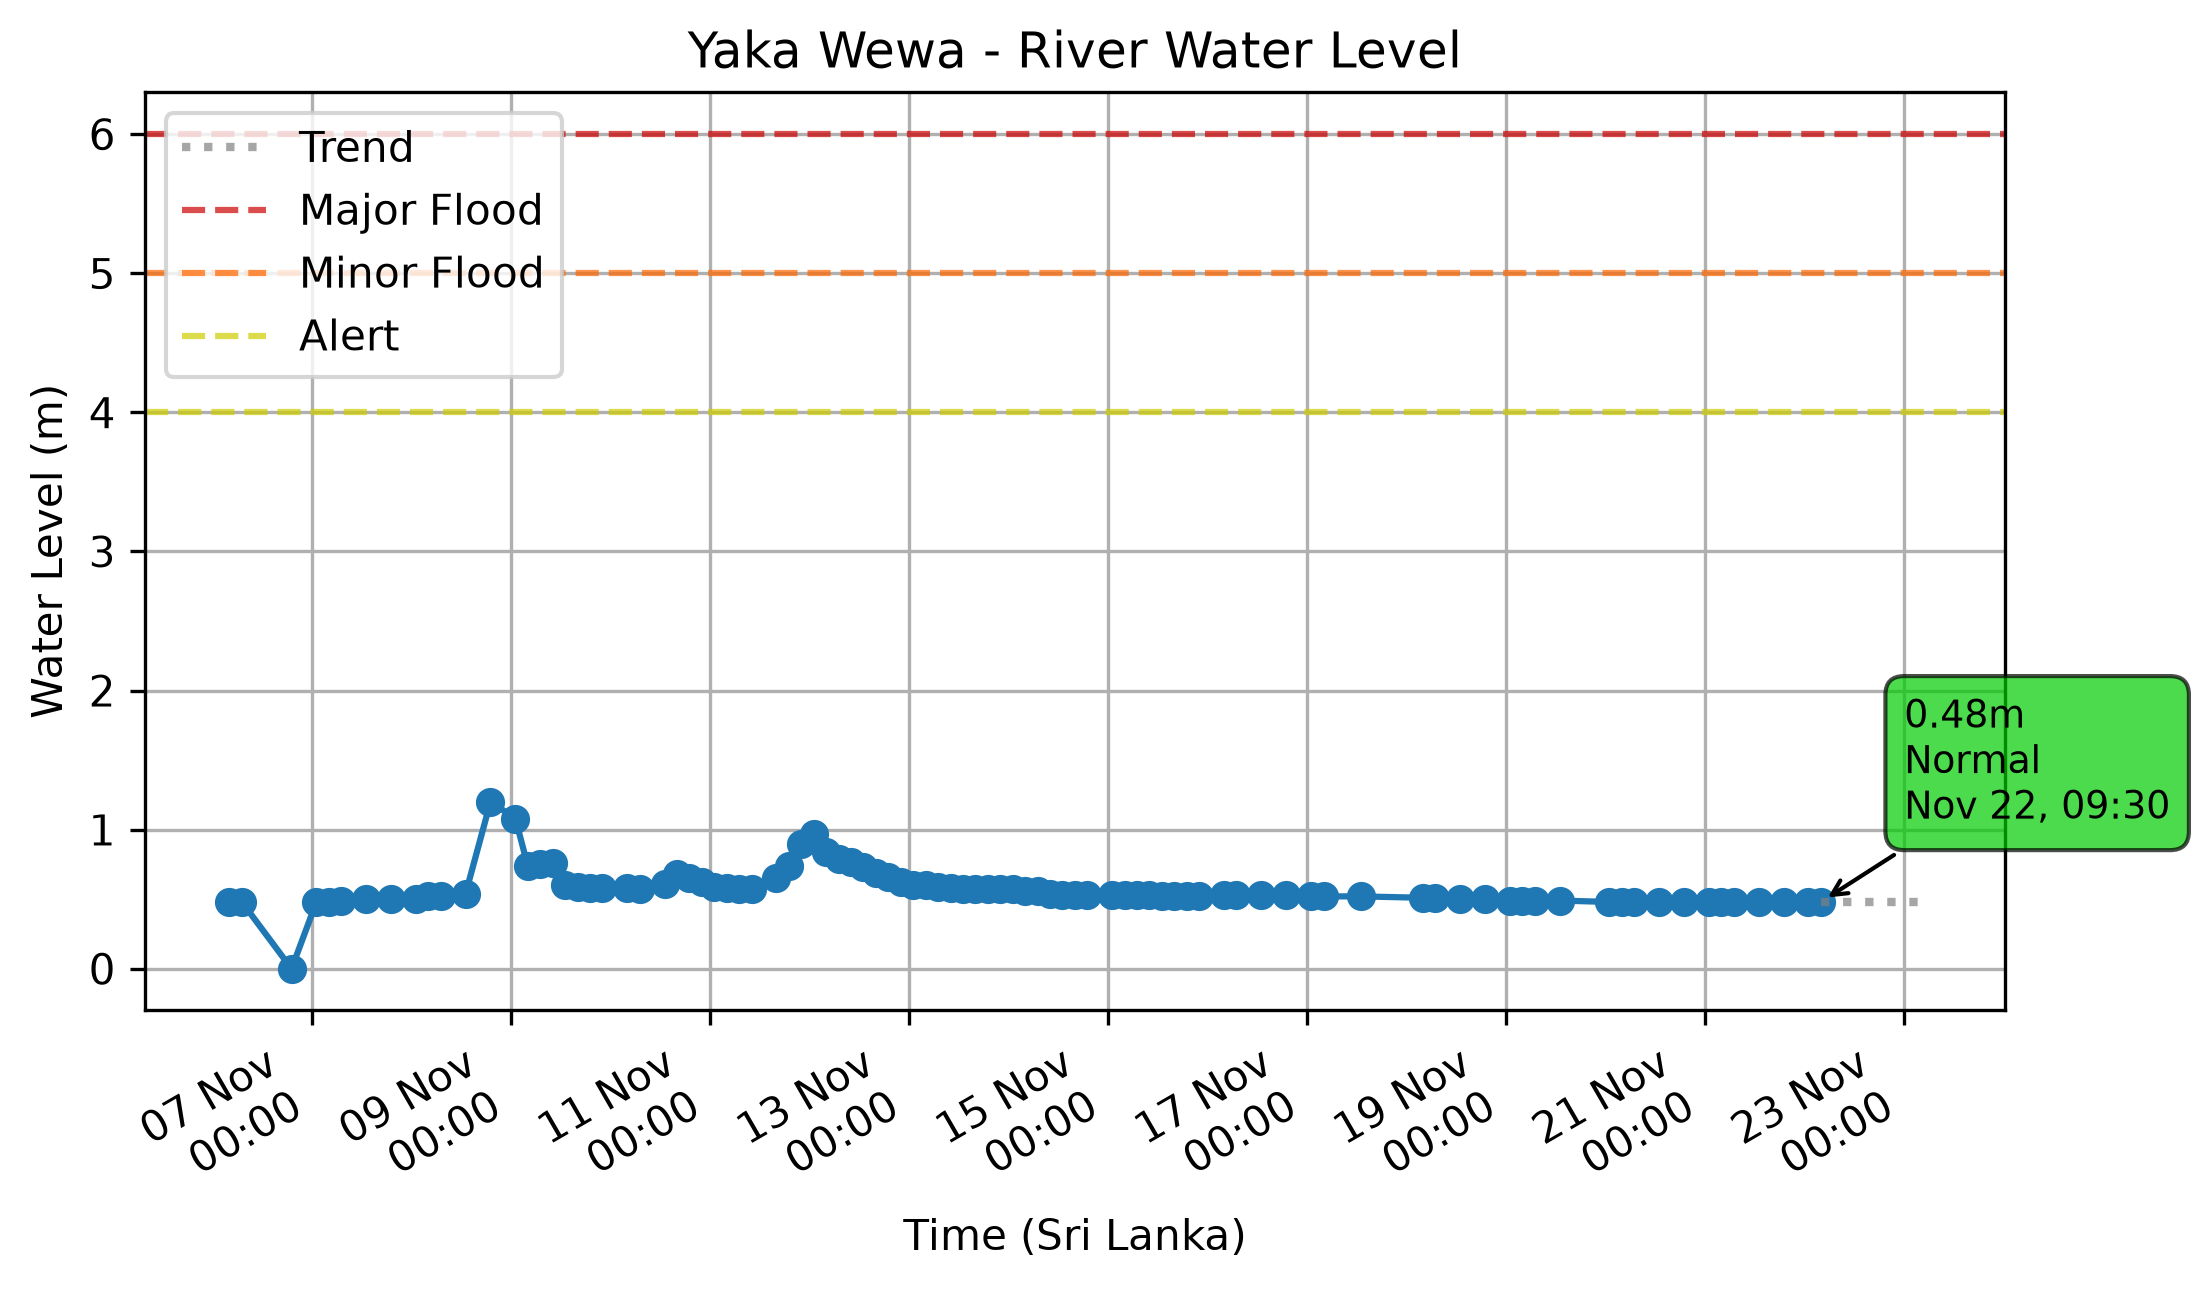 Yaka Wewa - River Water Level
Water Level (m)
6
5
4
3
2
1
0
Trend
Major Flood
Minor Flood
Alert
0.48m
Normal
Nov 22, 09:30
07 Nov
00:00
09 Nov
00:00
11 Nov
00:00
13 Nov
00:00
15 Nov
00:00
17 Nov
00:00
19 Nov
00:00
21 Nov
00:00
23 Nov
00:00
Time (Sri Lanka)